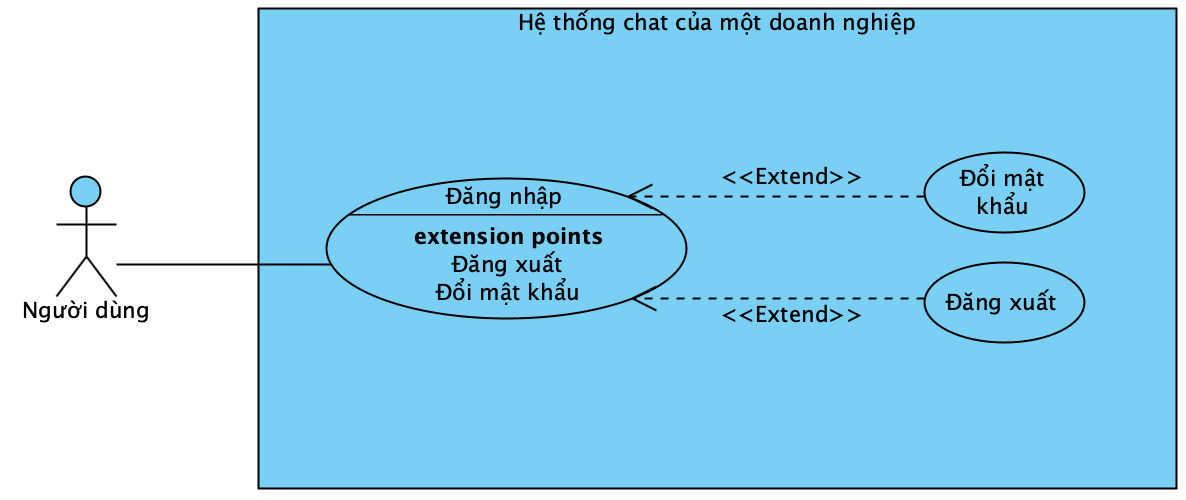 Hệ thống chat của một doanh nghiệp
Người dùng
Đăng nhập
extension points
Đăng xuất
Đổi mật khẩu
<<Extend>>
<<Extend>>
Đổi mật
khẩu
Đăng xuất